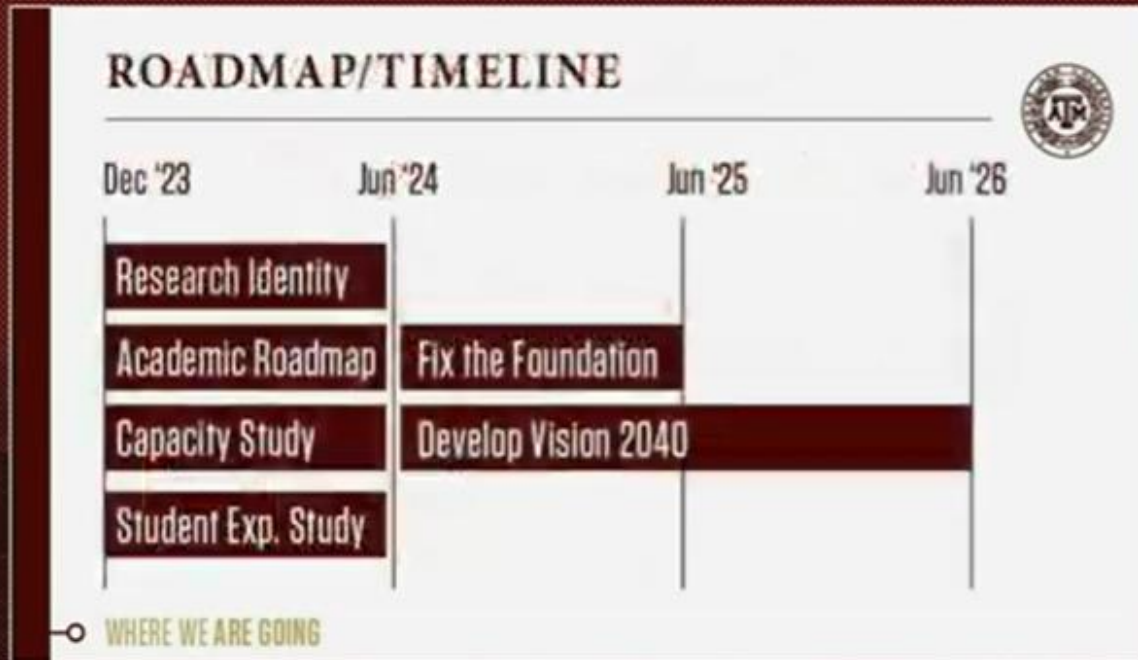 ROADMAP/TIMELINE
ATM
Dec ‘23 Jun ‘24 Jun ‘25 Jun ‘26
Research Identity
Academic Roadmap Fix the Foundation
Capacity Study Develop Vision 2040
Student Exp. Study
WHERE WE ARE GOING